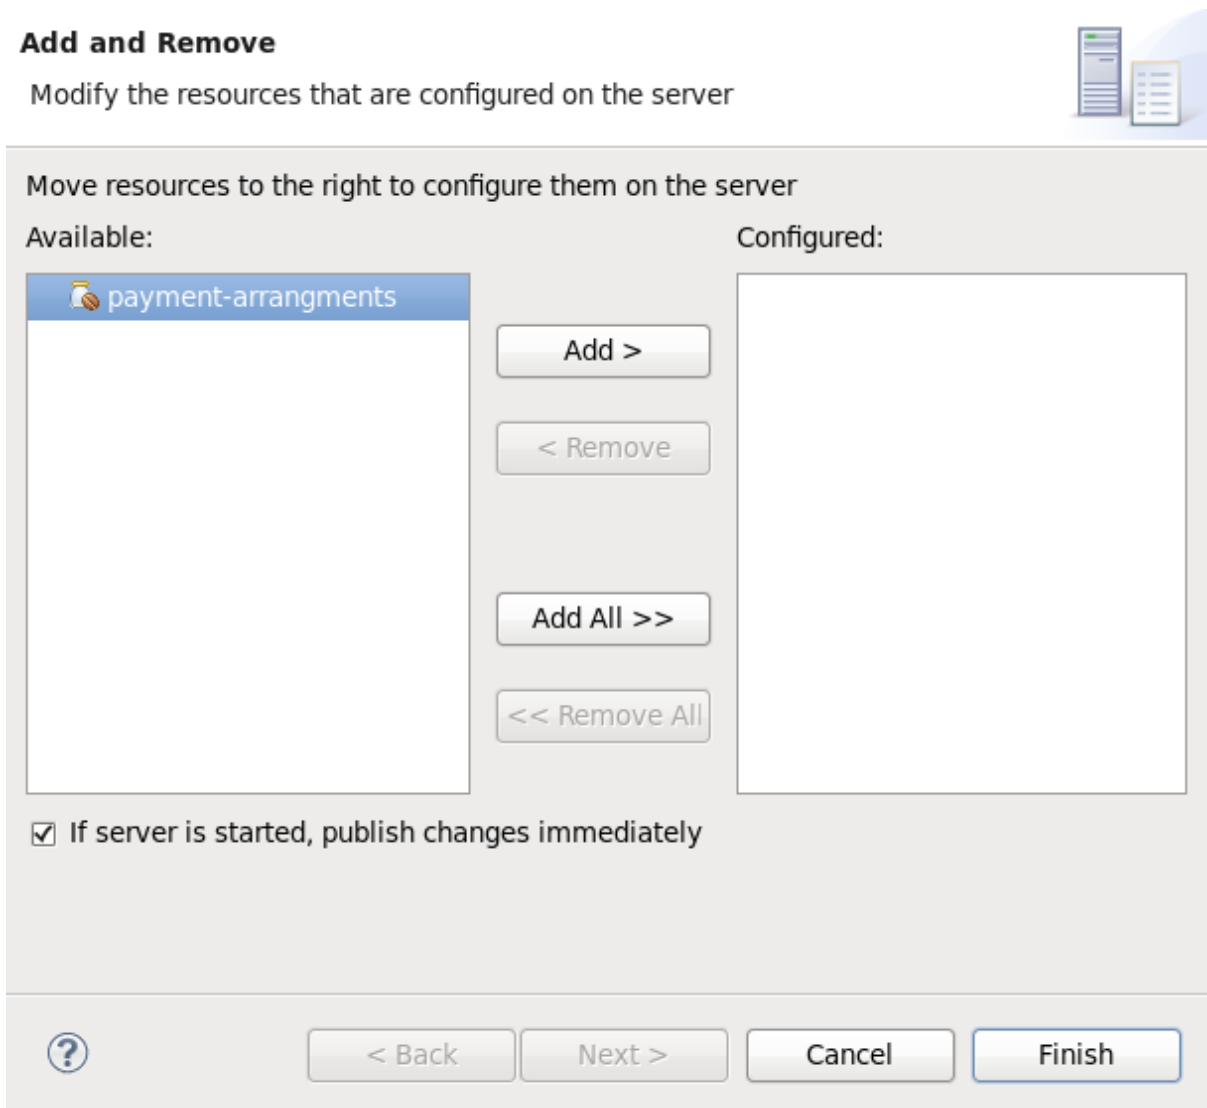 Add and Remove
Modify the resources that are configured on the server
Move resources to the right to configure them on the server
Available:
Configured:
payment-arrangments
Add >
< Remove
Add All >>
<< Remove All
If server is started, publish changes immediately
?
< Back
Next >
Cancel
Finish